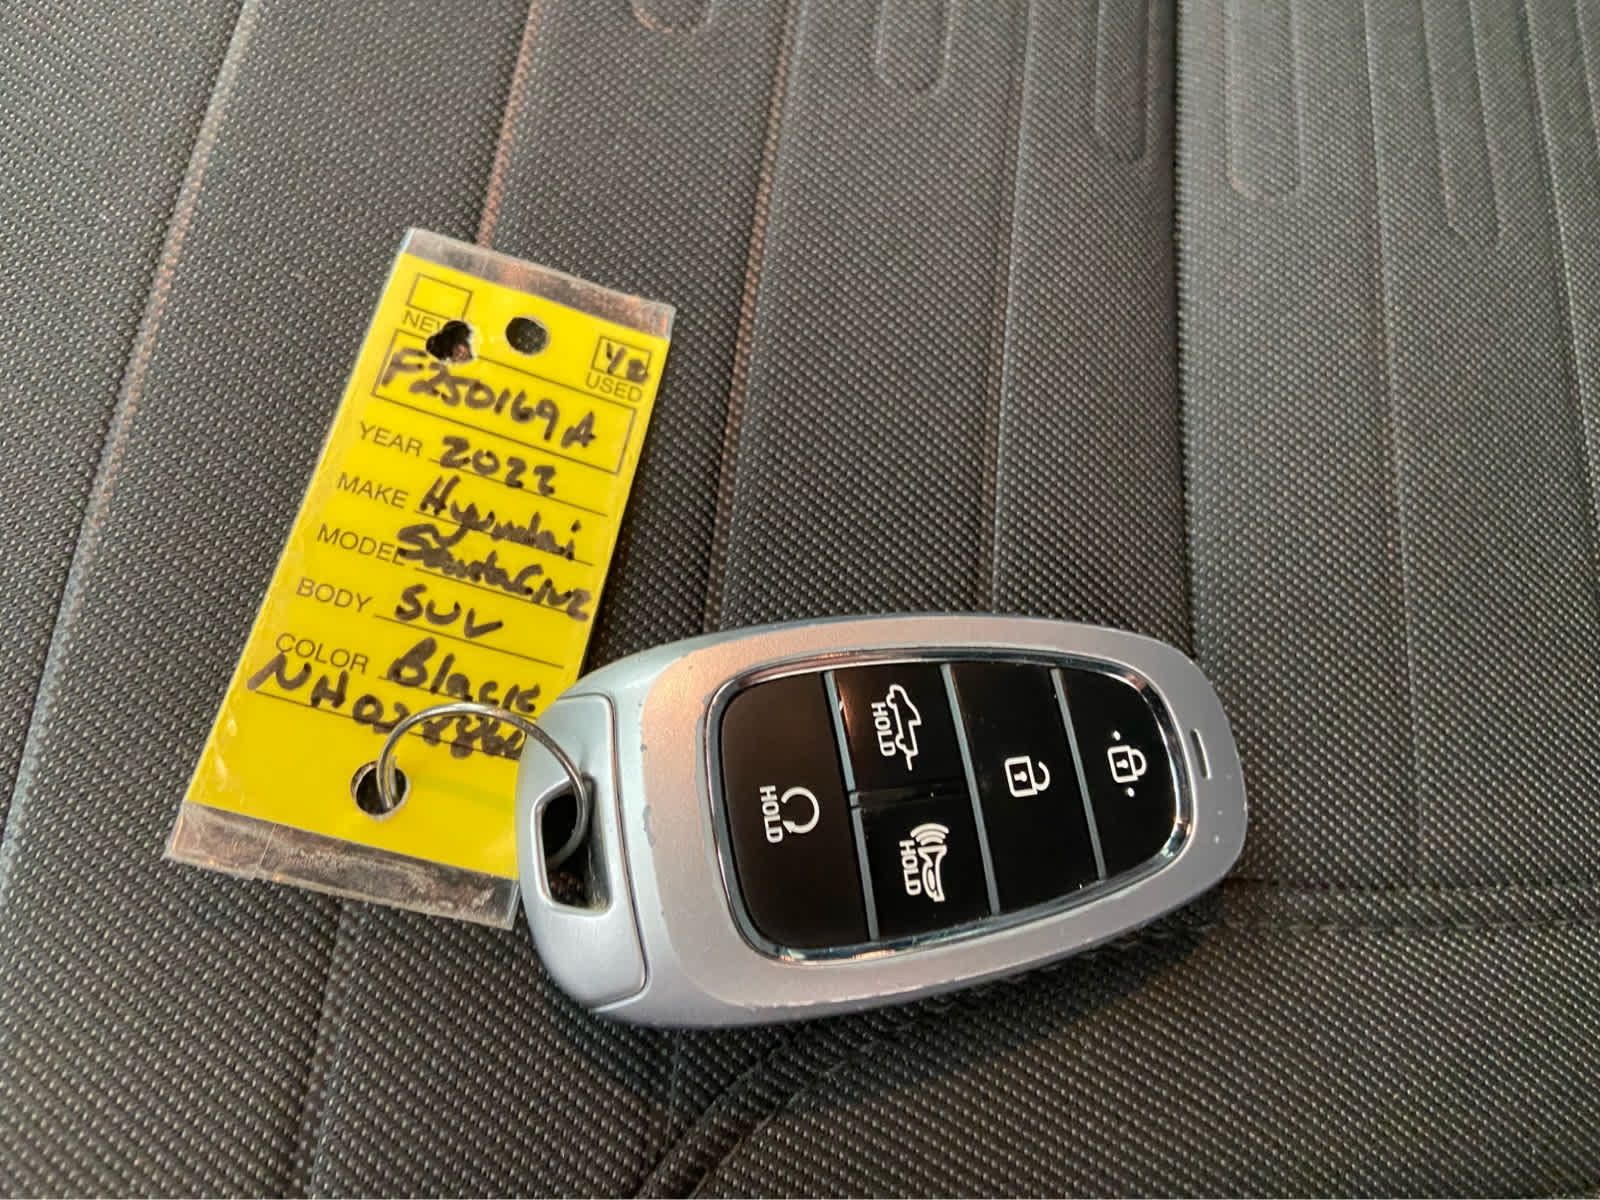 NEW
USED
F250169A
YEAR 2022
MAKE Hyundai
MODEL SantaCruz
BODY SUV
COLOR Black
HOLD
HOLD
HOLD